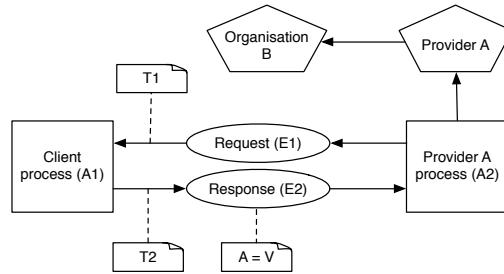 Organisation
B
Provider A
T1
Request (E1)
Client
process (A1)
Provider A
process (A2)
Response (E2)
T2
A = V